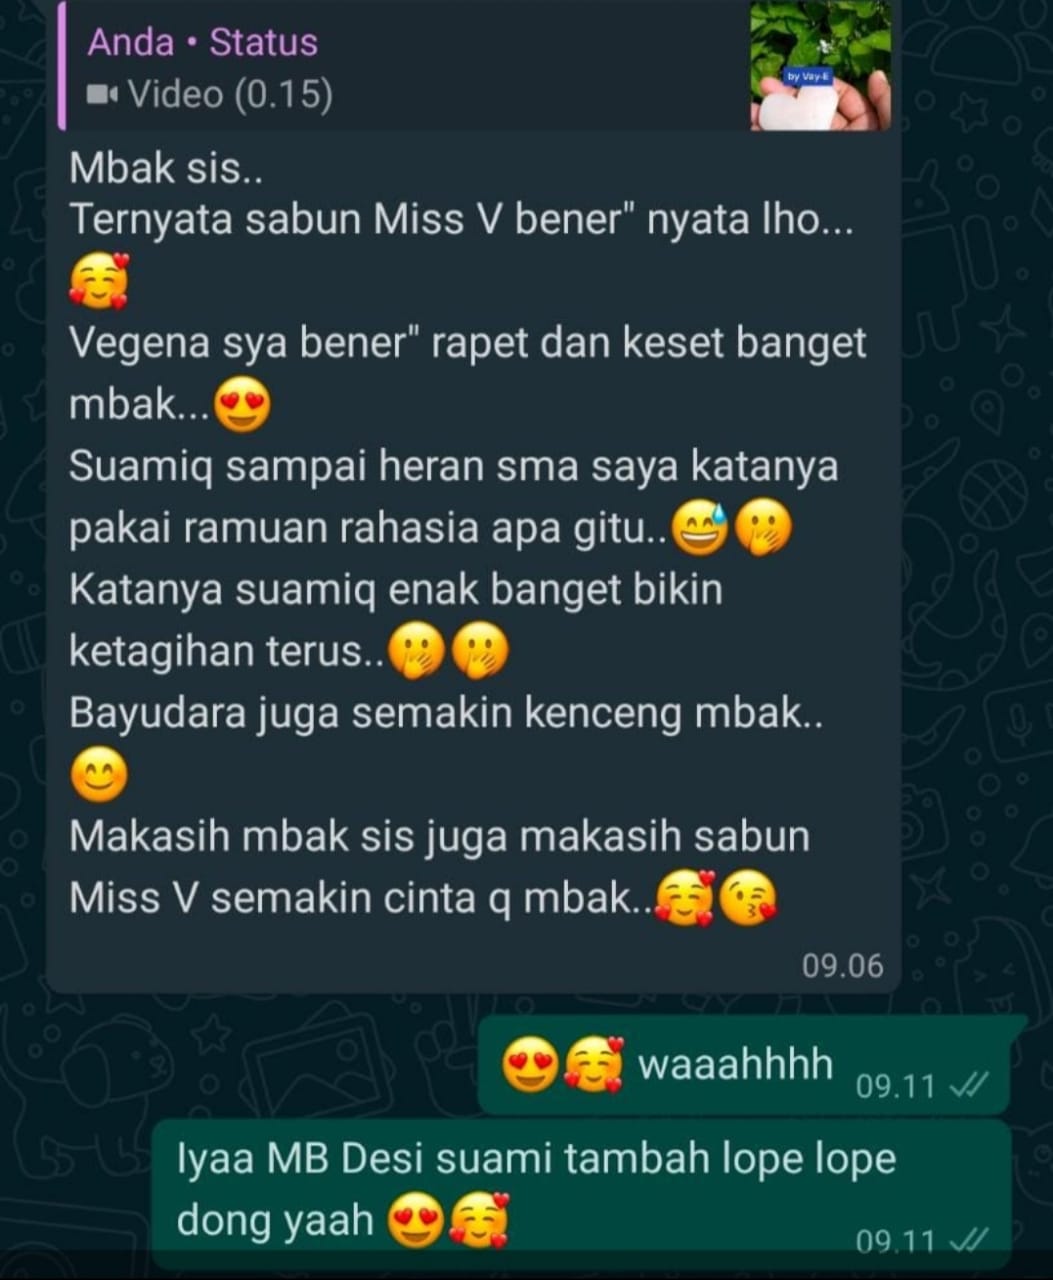 Anda • Status
Video (0.15)
by Vay-E
Mbak sis..
Ternyata sabun Miss V bener" nyata lho...
🥰
Vegena sya bener" rapet dan keset banget
mbak...😍
Suamiq sampai heran sma saya katanya
pakai ramuan rahasia apa gitu..😅🤭
Katanya suamiq enak banget bikin
ketagihan terus..🤭🤭
Bayudara juga semakin kenceng mbak..
😊
Makasih mbak sis juga makasih sabun
Miss V semakin cinta q mbak..🥰😘
09.06
😍🥰 waaahhhh 09.11
Iyaa MB Desi suami tambah lope lope
dong yaah 😍🥰
09.11